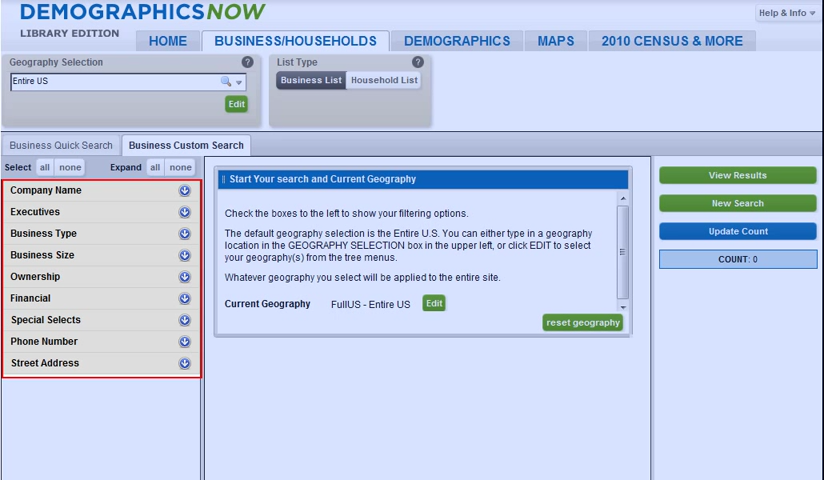 DEMOGRAPHICSNOW
LIBRARY EDITION
Help & Info
HOME
BUSINESS/HOUSEHOLDS
DEMOGRAPHICS
MAPS
2010 CENSUS & MORE
Geography Selection
?
List Type
?
Entire US
Business List
Household List
Edit
Business Quick Search
Business Custom Search
Select
all
none
Expand
all
none
Company Name
Executives
Business Type
Business Size
Ownership
Financial
Special Selects
Phone Number
Street Address
Start Your search and Current Geography
Check the boxes to the left to show your filtering options.
The default geography selection is the Entire U.S. You can either type in a geography
location in the GEOGRAPHY SELECTION box in the upper left, or click EDIT to select
your geography(s) from the tree menus.
Whatever geography you select will be applied to the entire site.
Current Geography
FullUS - Entire US
Edit
reset geography
View Results
New Search
Update Count
COUNT: 0